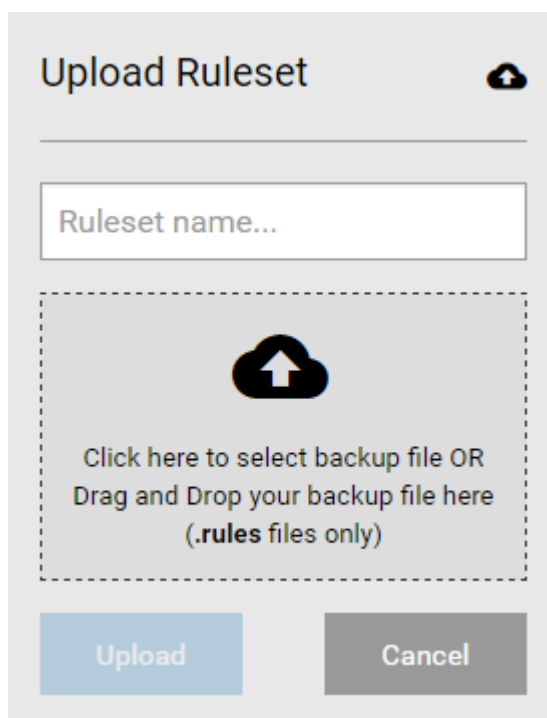 Upload Ruleset
Ruleset name...
Click here to select backup file OR
Drag and Drop your backup file here
(.rules files only)
Upload
Cancel